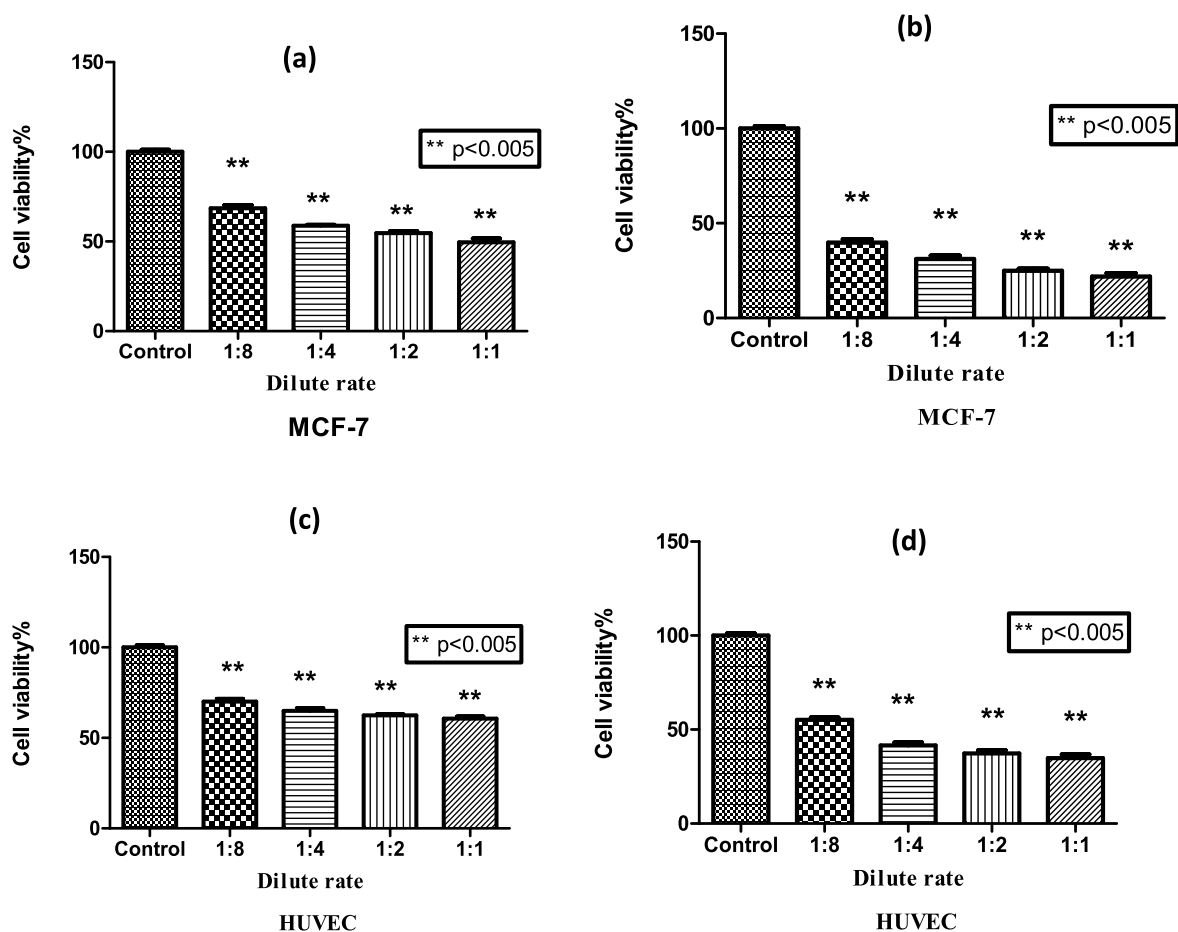 (a)
150
100
50
0
Cell viability%
** p<0.005
** ** ** **
Control 1:8 1:4 1:2 1:1
Dilute rate
MCF-7
(b)
150
100
50
0
Cell viability%
** p<0.005
** ** ** **
Control 1:8 1:4 1:2 1:1
Dilute rate
MCF-7
(c)
150
100
50
0
Cell viability%
** p<0.005
** ** ** **
Control 1:8 1:4 1:2 1:1
Dilute rate
HUVEC
(d)
150
100
50
0
Cell viability%
** p<0.005
** ** ** **
Control 1:8 1:4 1:2 1:1
Dilute rate
HUVEC